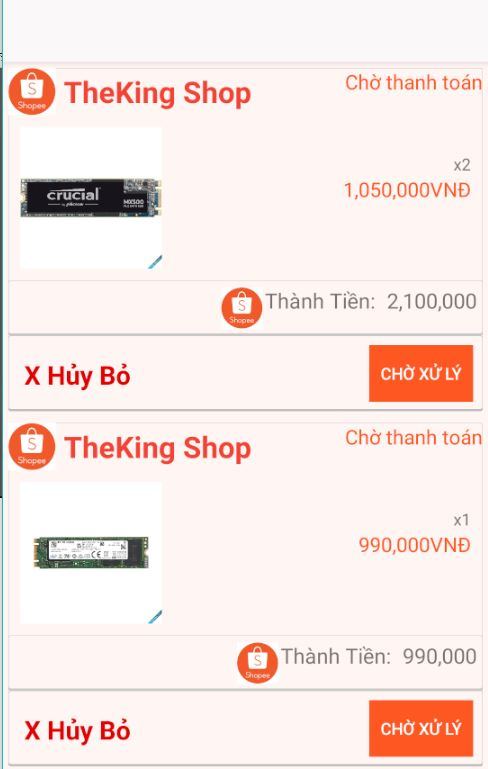 Shopee
TheKing Shop
Chờ thanh toán
crucial
by Micron
MX500
x2
1,050,000VNĐ
Shopee
Thành Tiền: 2,100,000
X Hủy Bỏ
CHỜ XỬ LÝ
Shopee
TheKing Shop
Chờ thanh toán
x1
990,000VNĐ
Shopee
Thành Tiền: 990,000
X Hủy Bỏ
CHỜ XỬ LÝ